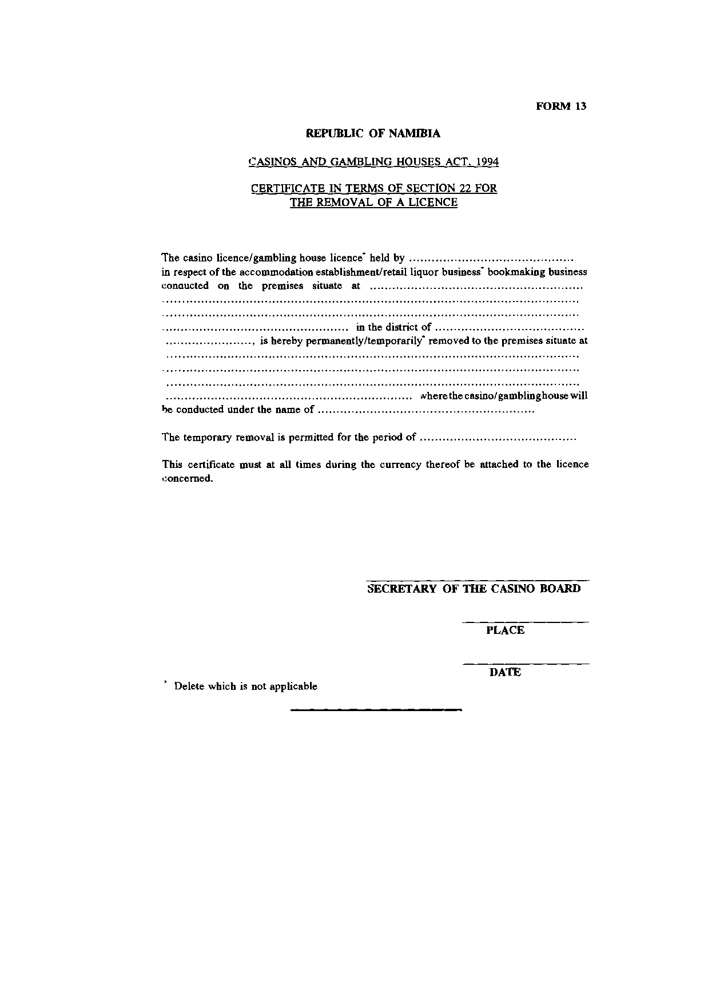 FORM 13
REPUBLIC OF NAMIBIA
CASINOS AND GAMBLING HOUSES ACT, 1994
CERTIFICATE IN TERMS OF SECTION 22 FOR
THE REMOVAL OF A LICENCE
The casino licence/gambling house licence* held by ............................................
in respect of the accommodation establishment/retail liquor business* bookmaking business
conducted on the premises situate at .........................................................
................................................................................................................
................................................................................................................
.................................................. in the district of ........................................
......................., is hereby permanently/temporarily* removed to the premises situate at
...............................................................................................................
................................................................................................................
...............................................................................................................
.................................................................. where the casino/gambling house will
be conducted under the name of ..........................................................
The temporary removal is permitted for the period of ..........................................
This certificate must at all times during the currency thereof be attached to the licence
concerned.
SECRETARY OF THE CASINO BOARD
PLACE
DATE
* Delete which is not applicable